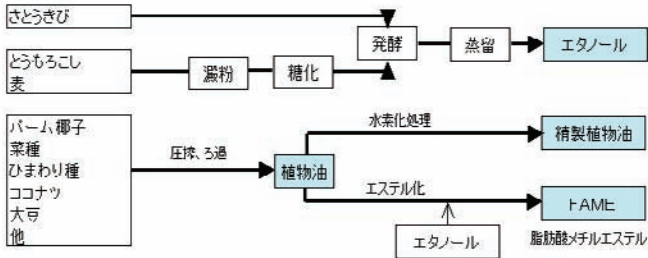 さとうきび
とうもろこし
麦
澱粉
糖化
発酵
蒸留
エタノール
パーム椰子
菜種
ひまわり種
ココナツ
大豆
他
圧搾、ろ過
植物油
水素化処理
精製植物油
エステル化
エタノール
FAME
脂肪酸メチルエステル